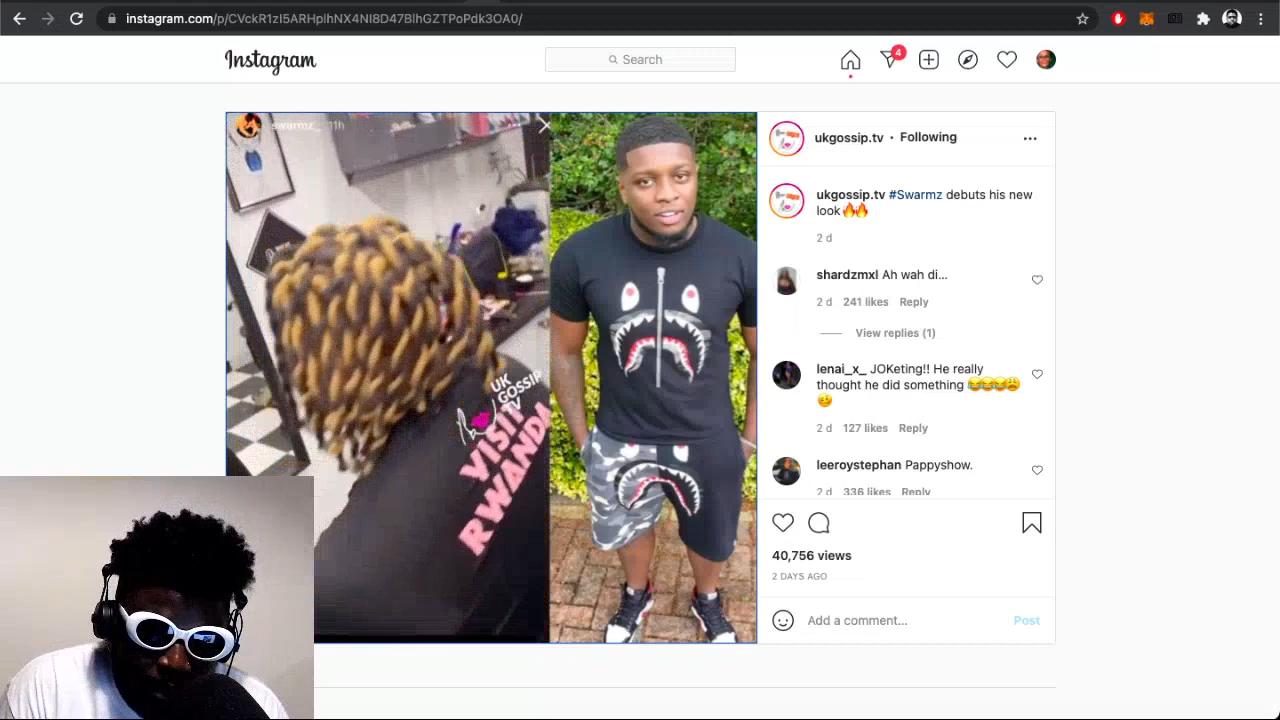 instagram.com/p/CVckR1zI5ARHplhNX4NI8D47BlhGZTPoPdk3OA0/
Instagram
Search
4
swarmz_ 11h
UK
GOSSIP
TV
VISIT
RWANDA
ukgossip.tv • Following
ukgossip.tv #Swarmz debuts his new
look🔥🔥
2 d
shardzmxl Ah wah di...
2 d 241 likes Reply
View replies (1)
lenai_x_ JOKeting!! He really
thought he did something 😂😂😂😩
🥴
2 d 127 likes Reply
leeroystephan Pappyshow.
2 d 336 likes Reply
40,756 views
2 DAYS AGO
Add a comment...
Post